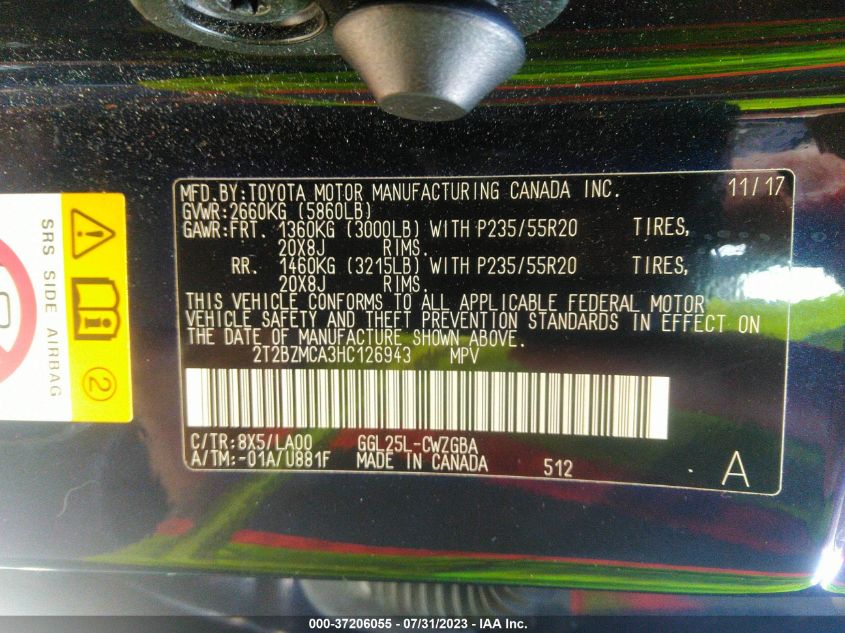 MFD.BY:TOYOTA MOTOR MANUFACTURING CANADA INC. 11/17
GVWR:2660KG (5860LB)
GAWR:FRT. 1360KG (3000LB) WITH P235/55R20 TIRES,
20X8J RIMS.
RR. 1460KG (3215LB) WITH P235/55R20 TIRES,
20X8J RIMS.
THIS VEHICLE CONFORMS TO ALL APPLICABLE FEDERAL MOTOR
VEHICLE SAFETY AND THEFT PREVENTION STANDARDS IN EFFECT ON
THE DATE OF MANUFACTURE SHOWN ABOVE.
2T2BZMCA3HC126943 MPV
C/TR:8X5/LA00 GGL25L-CWZGBA
A/TM:-01A/U881F MADE IN CANADA 512 A
SRS SIDE AIRBAG
2
000-37206055 - 07/31/2023 - IAA Inc.